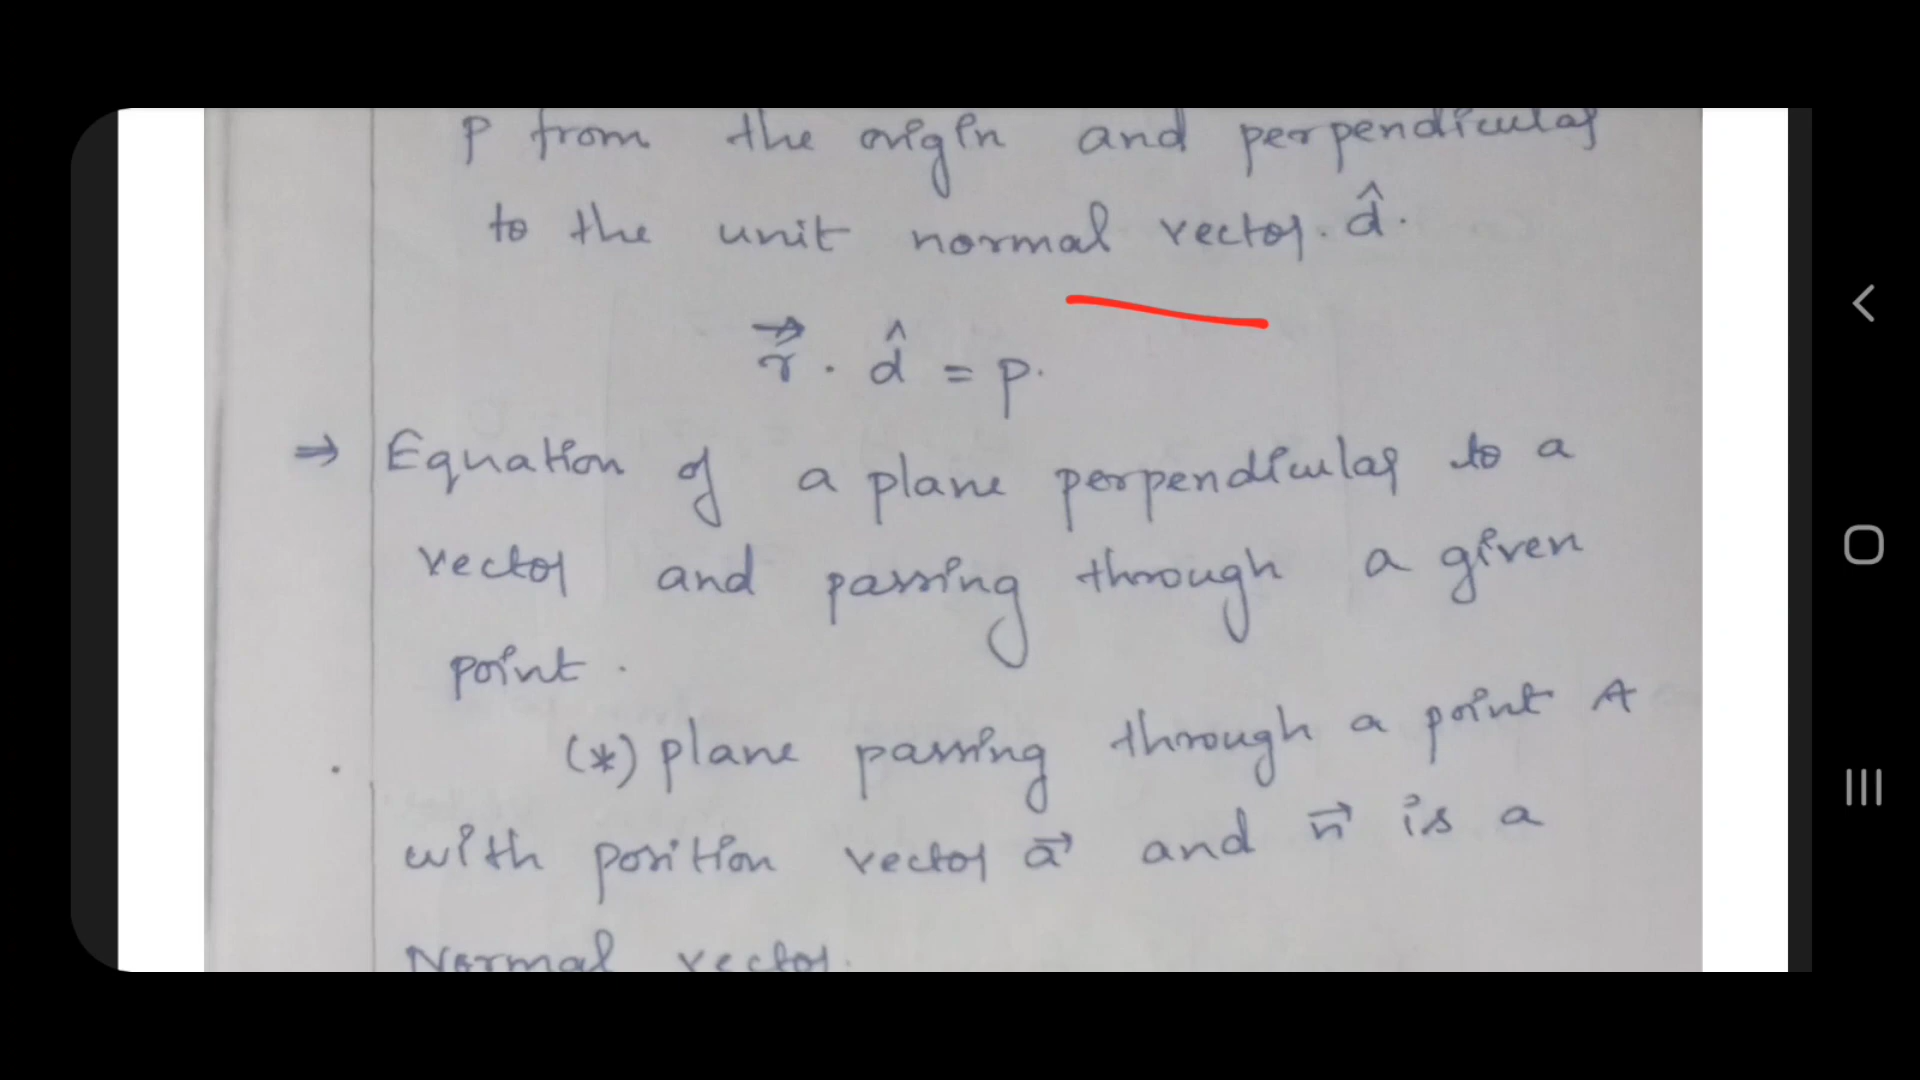 p from the origin and perpendicular
to the unit normal vector. d̂.
r⃗ . d̂ = p.
⇒ Equation of a plane perpendicular to a
vector and passing through a given
point.
(*) plane passing through a point A
with position vector a⃗ and n⃗ is a
Normal vector.